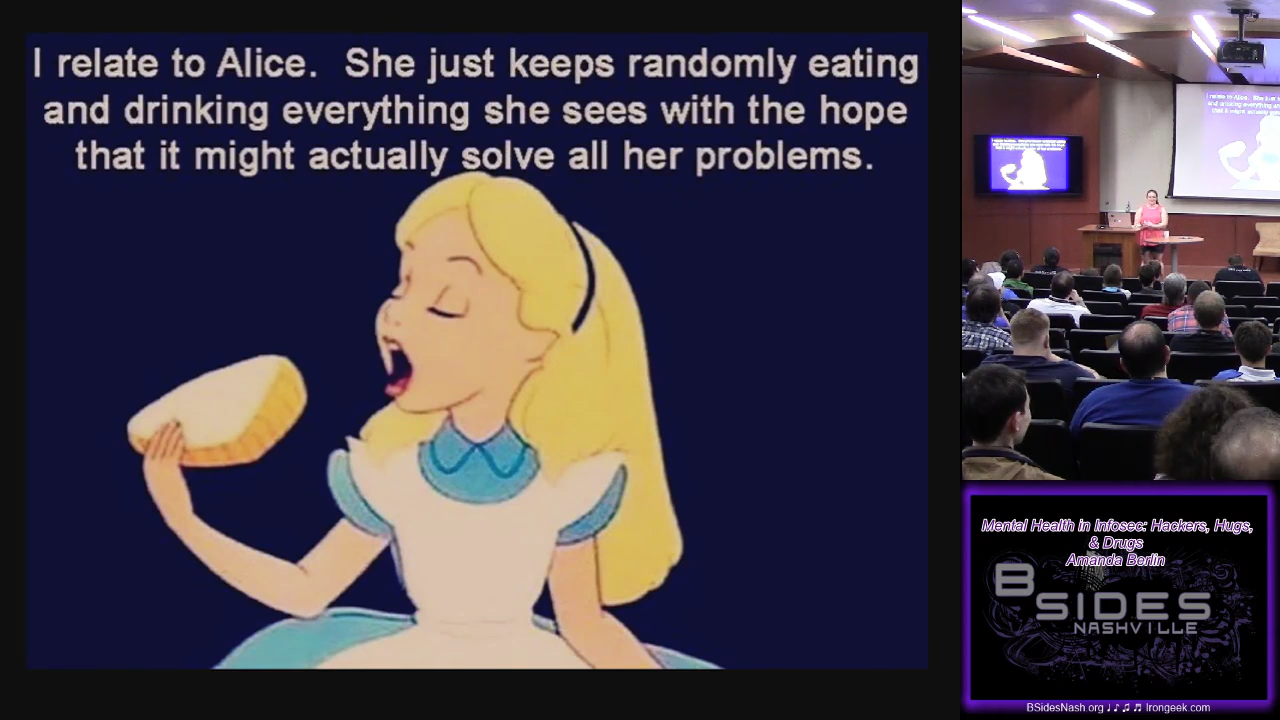 I relate to Alice. She just keeps randomly eating
and drinking everything she sees with the hope
that it might actually solve all her problems.
Mental Health in Infosec: Hackers, Hugs,
& Drugs
Amanda Berlin
BSIDES
NASHVILLE
BSidesNash.org ♩ ♪ ♫ ♬ Irongeek.com